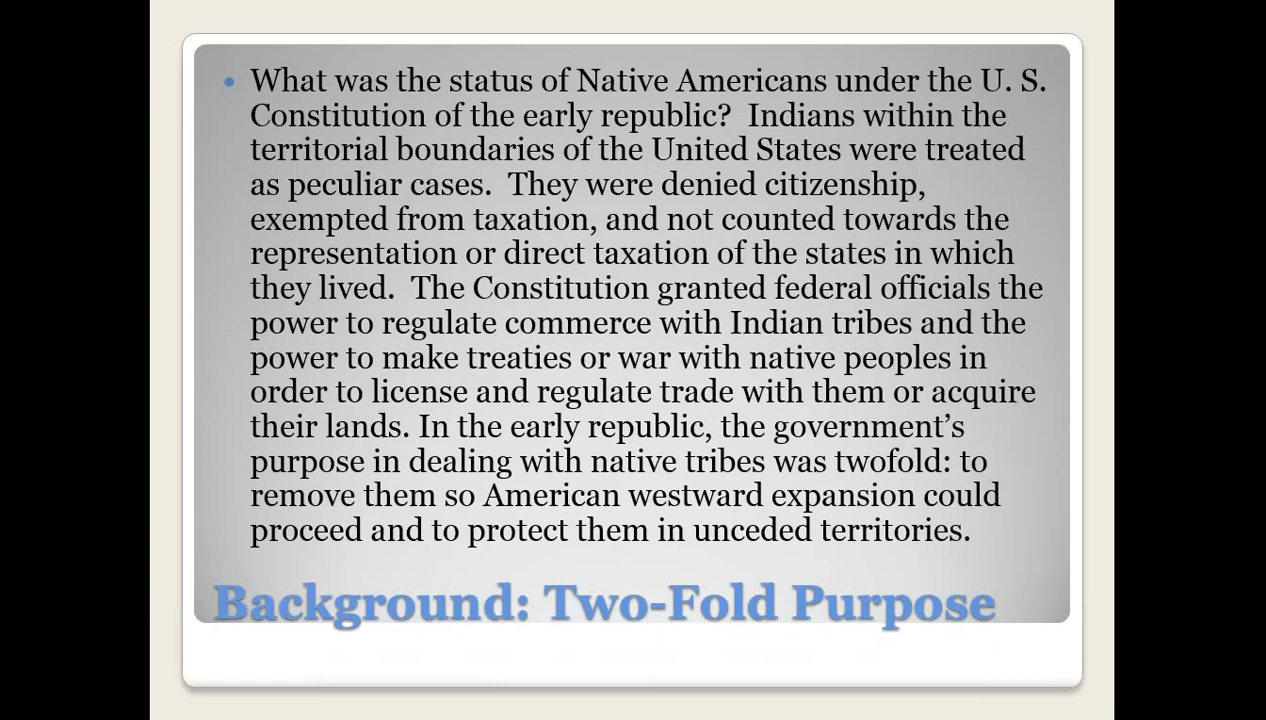 • What was the status of Native Americans under the U. S.
Constitution of the early republic?  Indians within the
territorial boundaries of the United States were treated
as peculiar cases.  They were denied citizenship,
exempted from taxation, and not counted towards the
representation or direct taxation of the states in which
they lived.  The Constitution granted federal officials the
power to regulate commerce with Indian tribes and the
power to make treaties or war with native peoples in
order to license and regulate trade with them or acquire
their lands. In the early republic, the government’s
purpose in dealing with native tribes was twofold: to
remove them so American westward expansion could
proceed and to protect them in unceded territories.
Background: Two-Fold Purpose